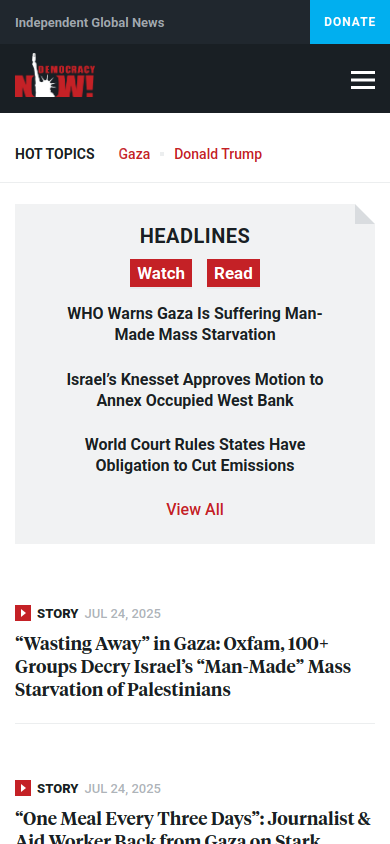 Independent Global News
DONATE
DEMOCRACY
NOW!
HOT TOPICS
Gaza
Donald Trump
HEADLINES
Watch
Read
WHO Warns Gaza Is Suffering Man-
Made Mass Starvation
Israel’s Knesset Approves Motion to
Annex Occupied West Bank
World Court Rules States Have
Obligation to Cut Emissions
View All
STORY JUL 24, 2025
“Wasting Away” in Gaza: Oxfam, 100+
Groups Decry Israel’s “Man-Made” Mass
Starvation of Palestinians
STORY JUL 24, 2025
“One Meal Every Three Days”: Journalist &
Aid Worker Back from Gaza on Stark